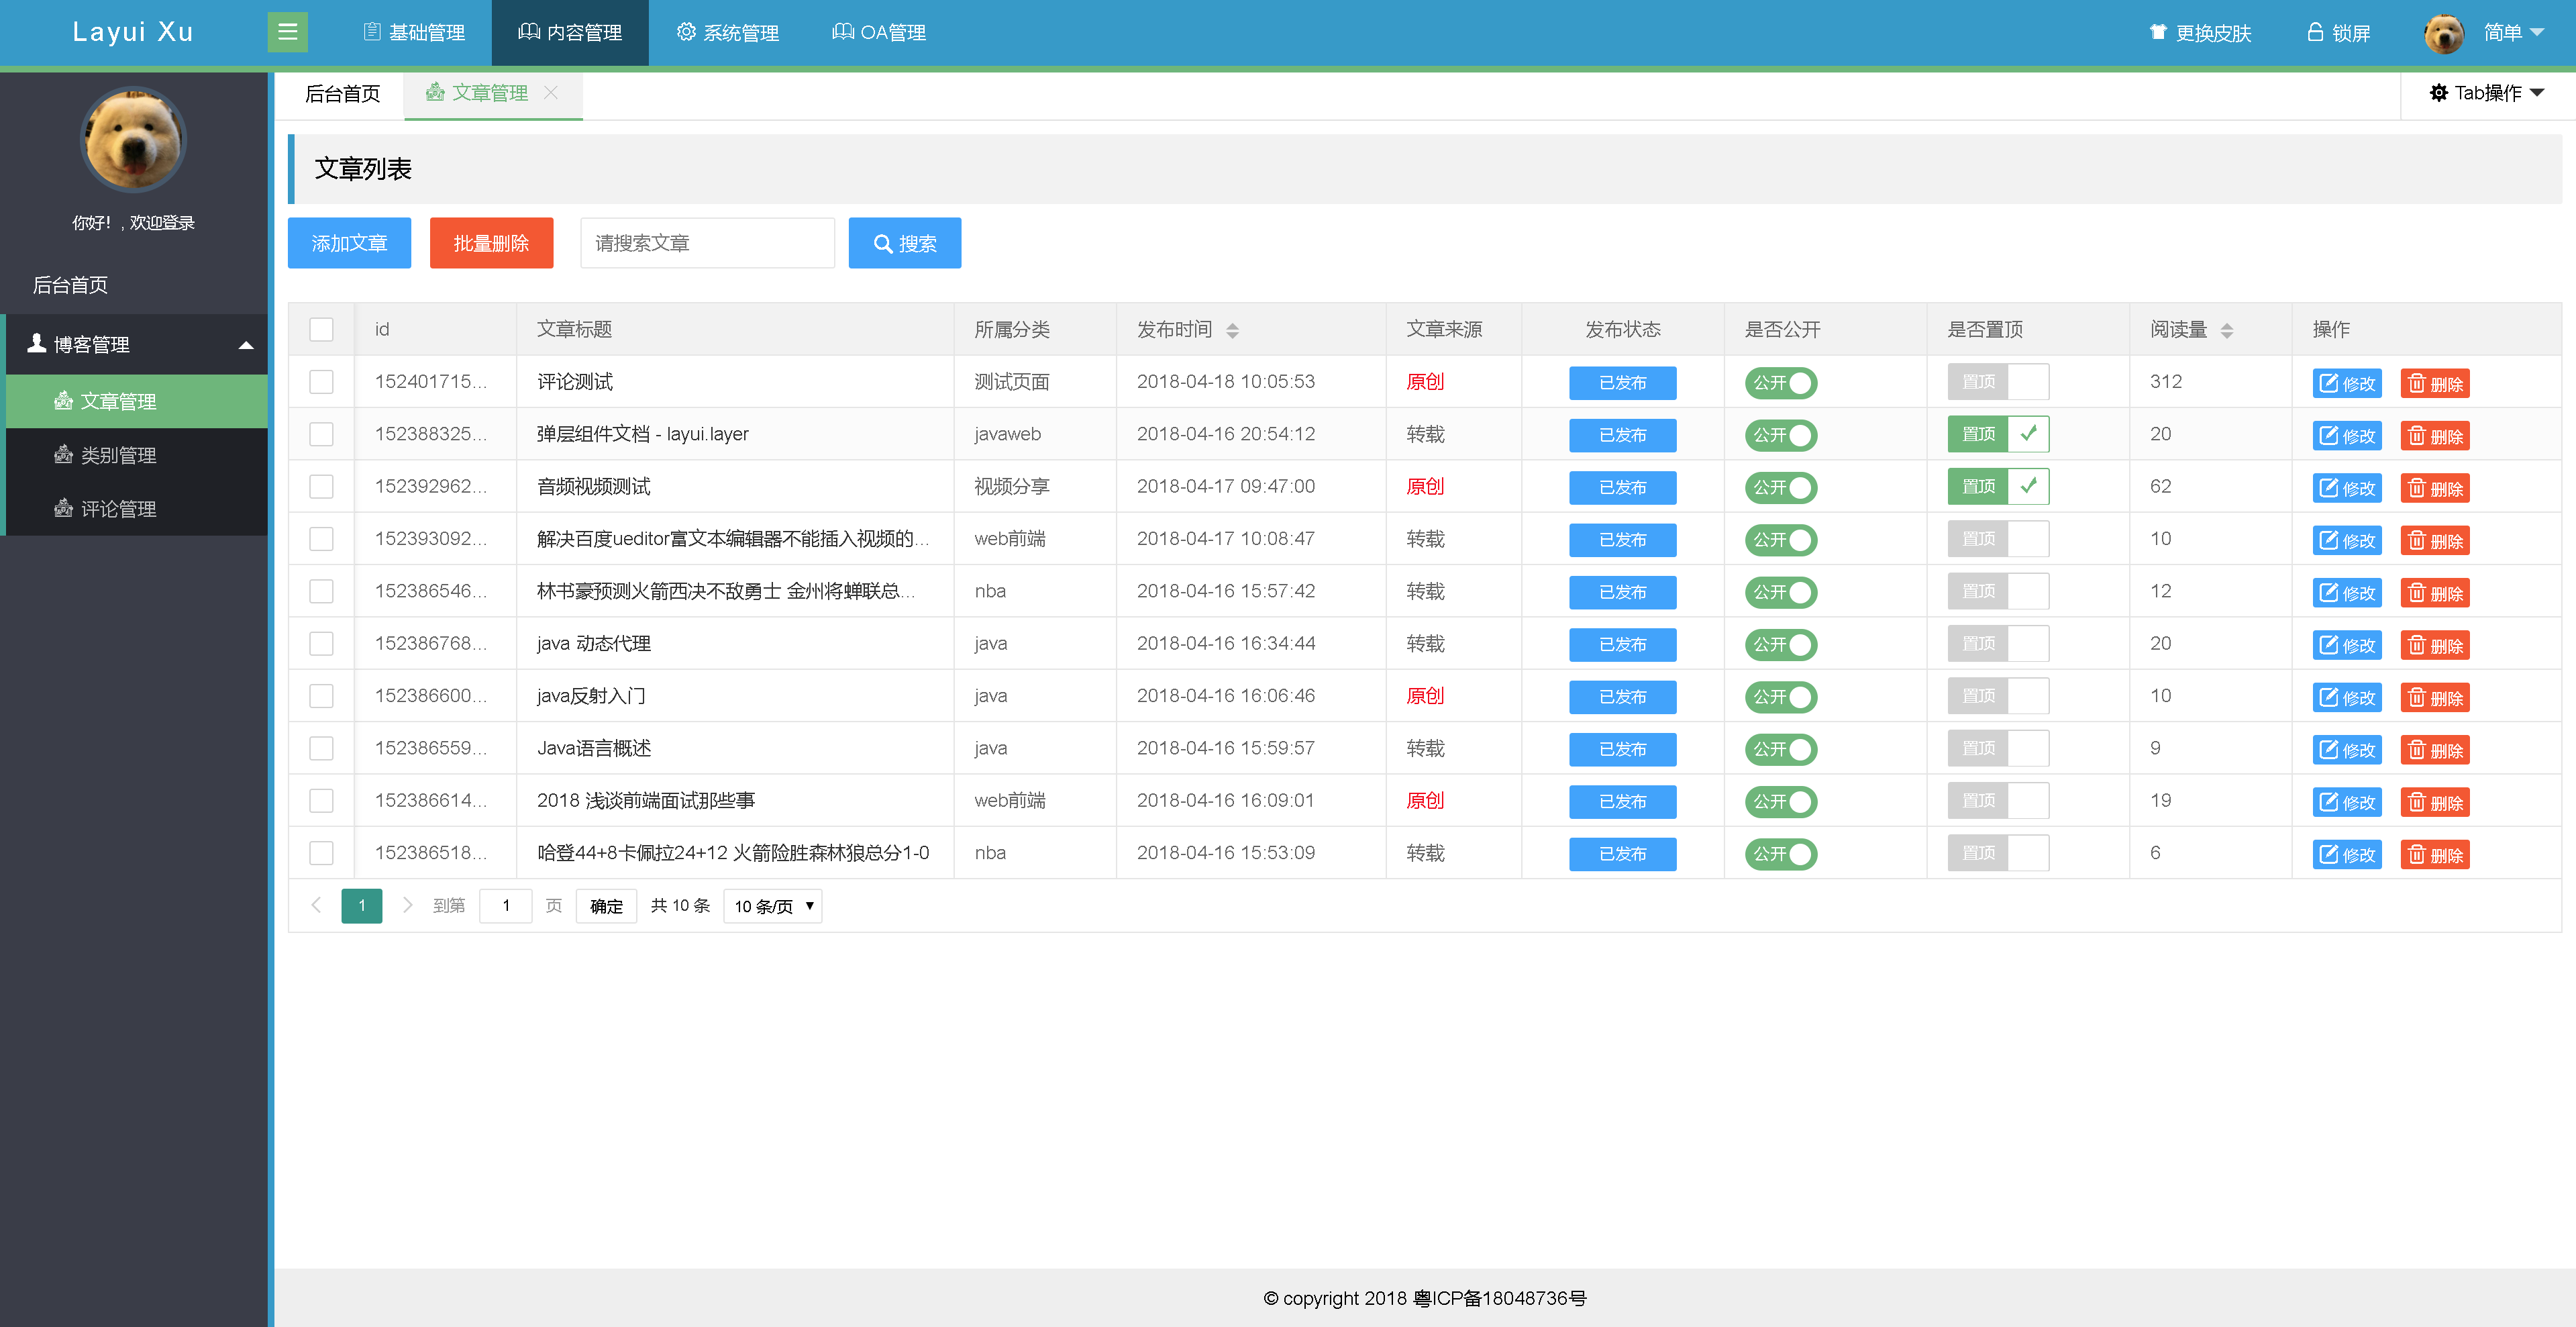 Layui Xu 基础管理 内容管理 系统管理 OA管理 更换皮肤 锁屏 简单
后台首页 文章管理 Tab操作
你好!，欢迎登录
后台首页
博客管理
文章管理
类别管理
评论管理
文章列表
添加文章 批量删除 请搜索文章 搜索
id 文章标题 所属分类 发布时间 文章来源 发布状态 是否公开 是否置顶 阅读量 操作
152401715... 评论测试 测试页面 2018-04-18 10:05:53 原创 已发布 公开 置顶 312 修改 删除
152388325... 弹层组件文档 - layui.layer javaweb 2018-04-16 20:54:12 转载 已发布 公开 置顶 20 修改 删除
152392962... 音频视频测试 视频分享 2018-04-17 09:47:00 原创 已发布 公开 置顶 62 修改 删除
152393092... 解决百度ueditor富文本编辑器不能插入视频的... web前端 2018-04-17 10:08:47 转载 已发布 公开 置顶 10 修改 删除
152386546... 林书豪预测火箭西决不敌勇士 金州将蝉联总... nba 2018-04-16 15:57:42 转载 已发布 公开 置顶 12 修改 删除
152386768... java 动态代理 java 2018-04-16 16:34:44 转载 已发布 公开 置顶 20 修改 删除
152386600... java反射入门 java 2018-04-16 16:06:46 原创 已发布 公开 置顶 10 修改 删除
152386559... Java语言概述 java 2018-04-16 15:59:57 转载 已发布 公开 置顶 9 修改 删除
152386614... 2018 浅谈前端面试那些事 web前端 2018-04-16 16:09:01 原创 已发布 公开 置顶 19 修改 删除
152386518... 哈登44+8卡佩拉24+12 火箭险胜森林狼总分1-0 nba 2018-04-16 15:53:09 转载 已发布 公开 置顶 6 修改 删除
1 到第 1 页 确定 共 10 条 10 条/页
© copyright 2018 粤ICP备18048736号